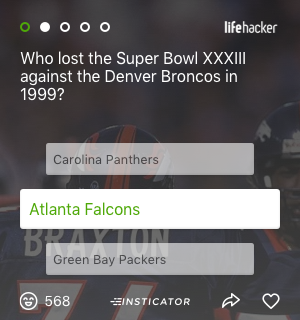 lifehacker
Who lost the Super Bowl XXXIII
against the Denver Broncos in
1999?
Carolina Panthers
Atlanta Falcons
BRAXTON
Green Bay Packers
568
INSTICATOR